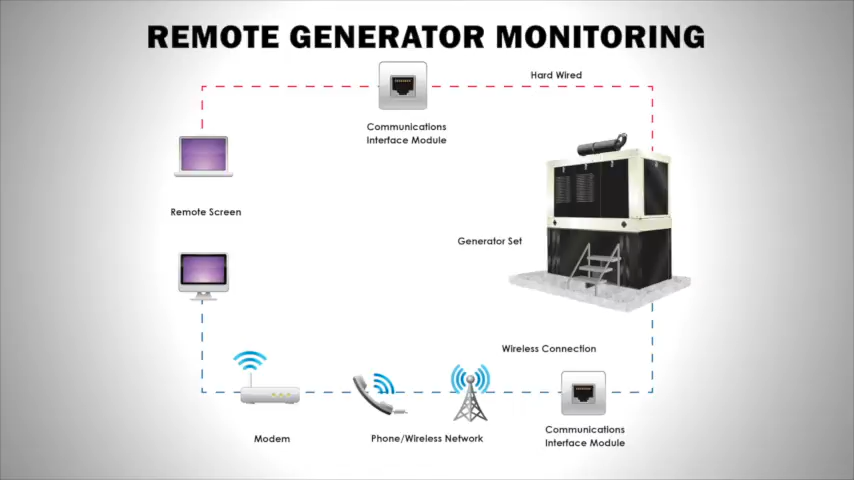 REMOTE GENERATOR MONITORING
Hard Wired
Communications
Interface Module
Remote Screen
Generator Set
Wireless Connection
Modem
Phone/Wireless Network
Communications
Interface Module